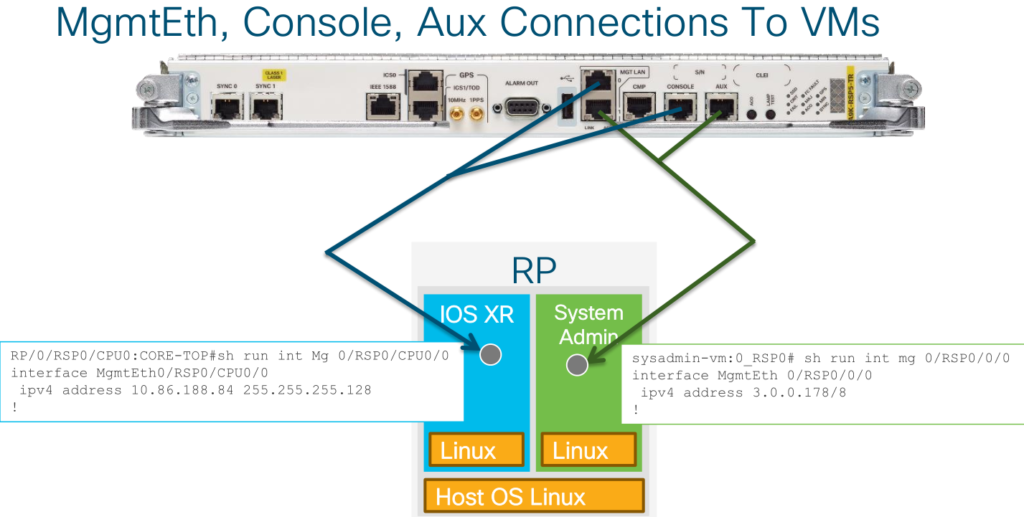 MgmtEth, Console, Aux Connections To VMs
CLASS 1
LASER
SYNC 0
SYNC 1
IEEE 1588
GPS
10MHz
1PPS
ALARM OUT
MGT LAN
0
CMP
CONSOLE
AUX
S/N
CLEI
ACO
LAMP
TEST
LINK
RP
IOS XR
System
Admin
RP/0/RSP0/CPU0:CORE-TOP#sh run int Mg 0/RSP0/CPU0/0
interface MgmtEth0/RSP0/CPU0/0
ipv4 address 10.86.188.84 255.255.255.128
!
sysadmin-vm:0_RSP0# sh run int mg 0/RSP0/0/0
interface MgmtEth 0/RSP0/0/0
ipv4 address 3.0.0.178/8
!
Linux
Linux
Host OS Linux